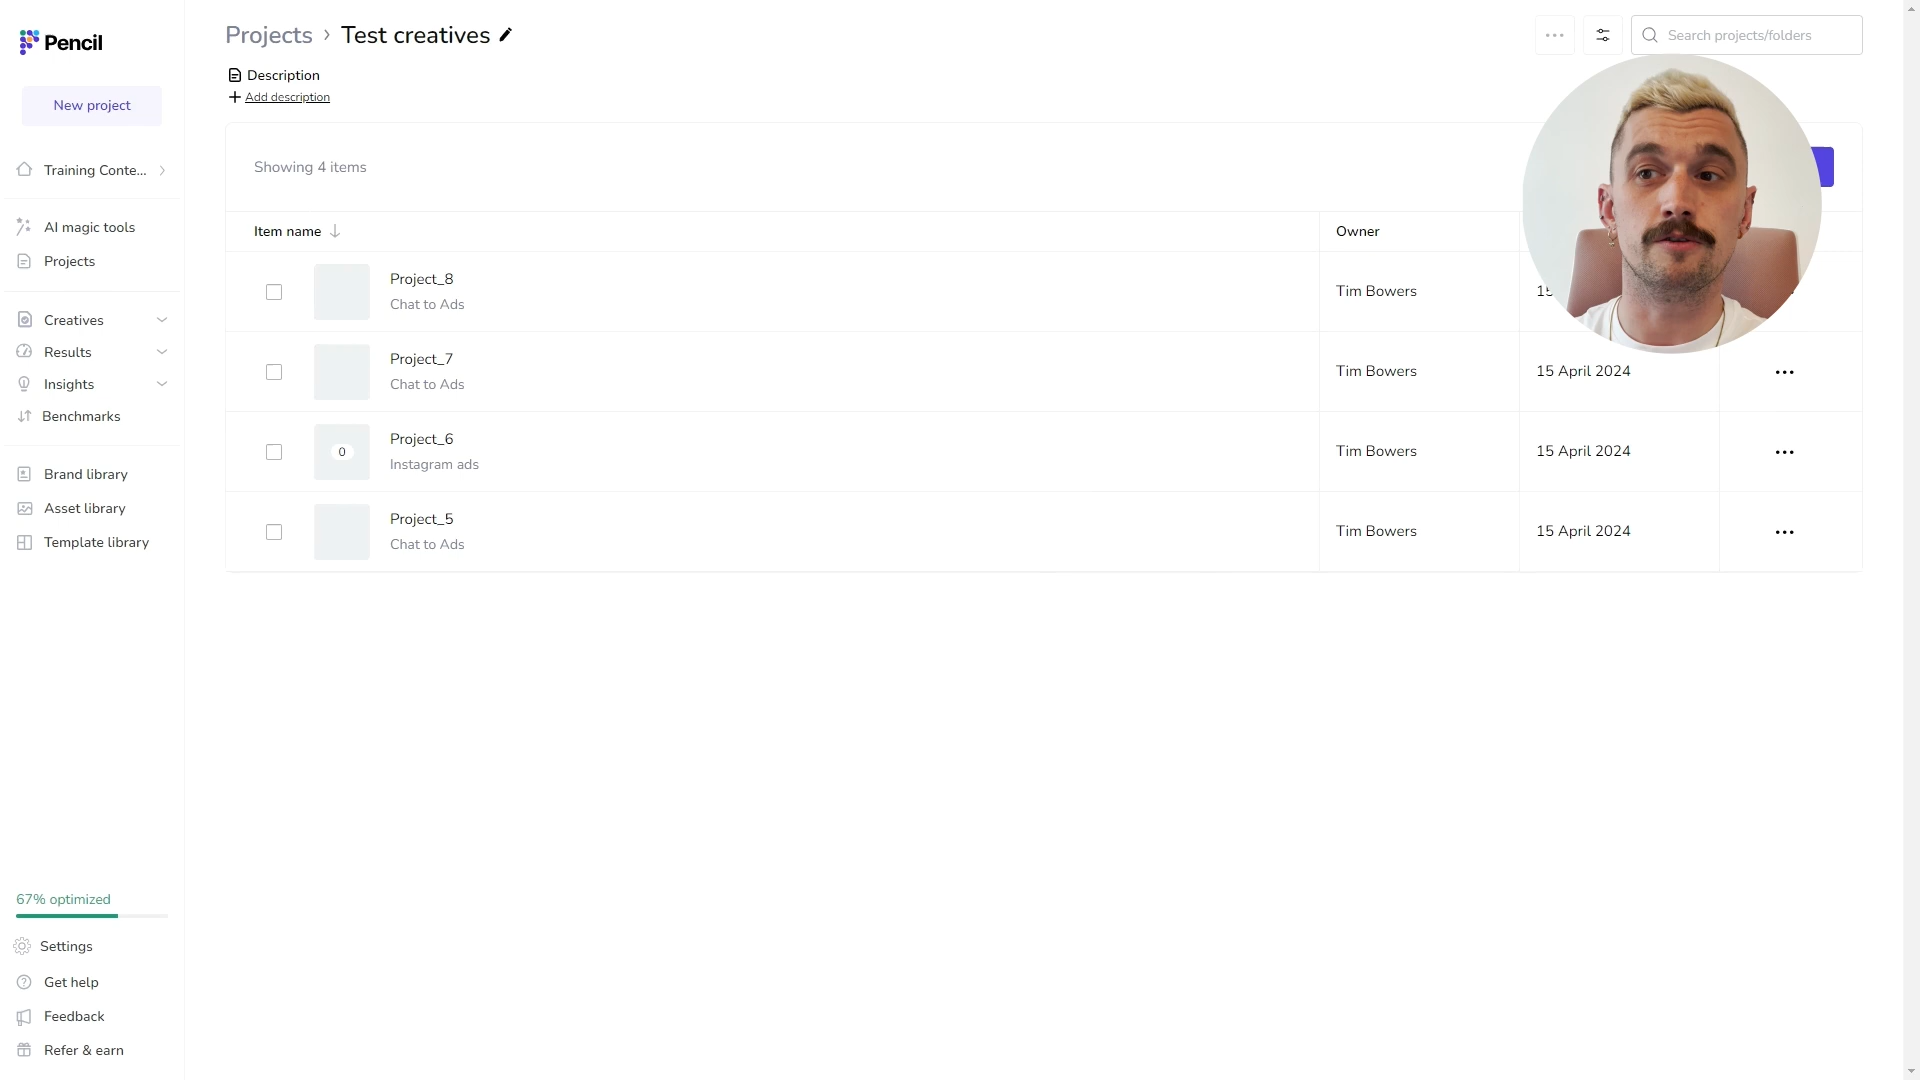 Pencil
New project
Training Conte...
AI magic tools
Projects
Creatives
Results
Insights
Benchmarks
Brand library
Asset library
Template library
67% optimized
Settings
Get help
Feedback
Refer & earn
Projects › Test creatives
Search projects/folders
Description
Add description
Showing 4 items
Item name
Owner
Project_8
Chat to Ads
Tim Bowers
15
Project_7
Chat to Ads
Tim Bowers
15 April 2024
0
Project_6
Instagram ads
Tim Bowers
15 April 2024
Project_5
Chat to Ads
Tim Bowers
15 April 2024